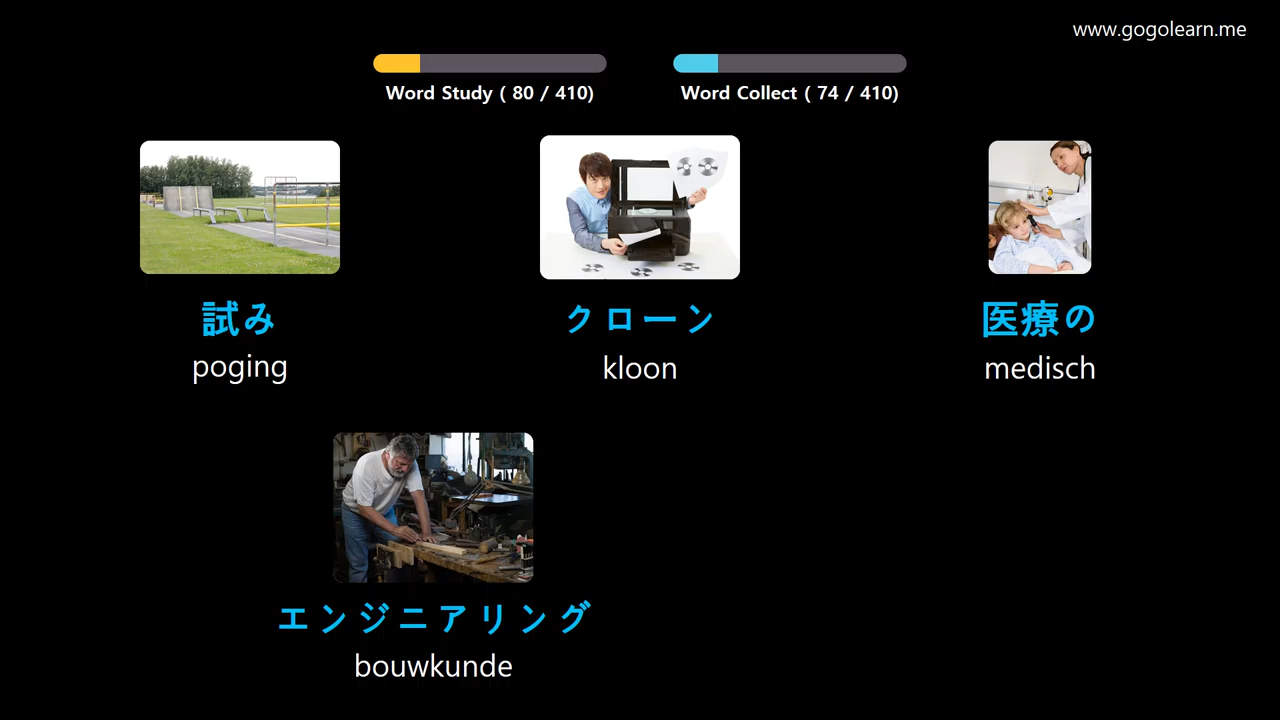 www.gogolearn.me
Word Study ( 80 / 410)
Word Collect ( 74 / 410)
試み
poging
クローン
kloon
医療の
medisch
エンジニアリング
bouwkunde